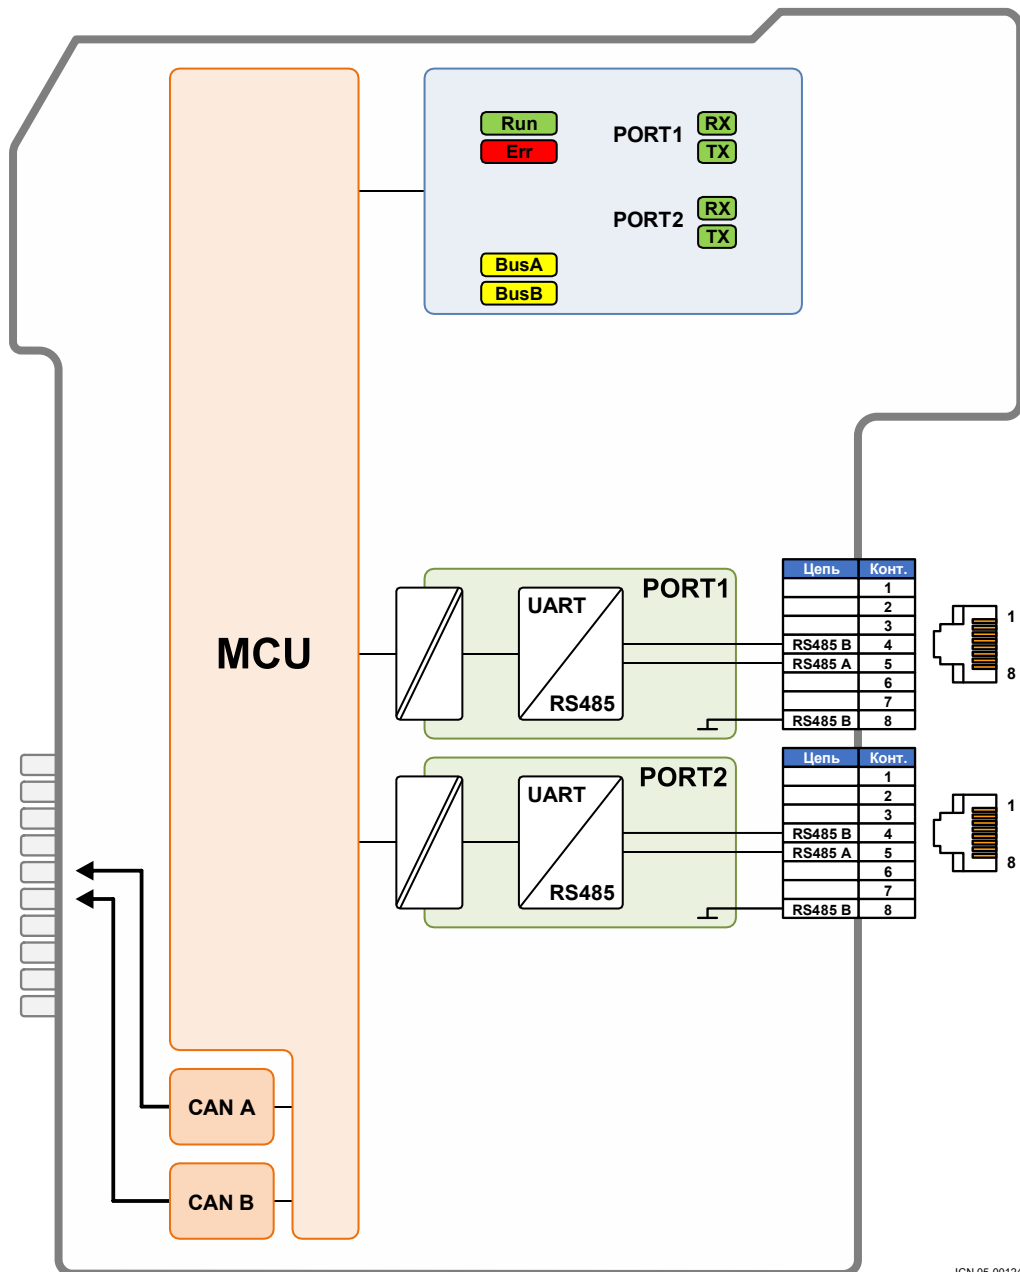 Run
Err
PORT1
RX
TX
PORT2
RX
TX
BusA
BusB
MCU
PORT1
UART
RS485
Цепь Конт.
1
2
3
RS485 B 4
RS485 A 5
6
7
RS485 B 8
1
8
PORT2
UART
RS485
Цепь Конт.
1
2
3
RS485 B 4
RS485 A 5
6
7
RS485 B 8
1
8
CAN A
CAN B